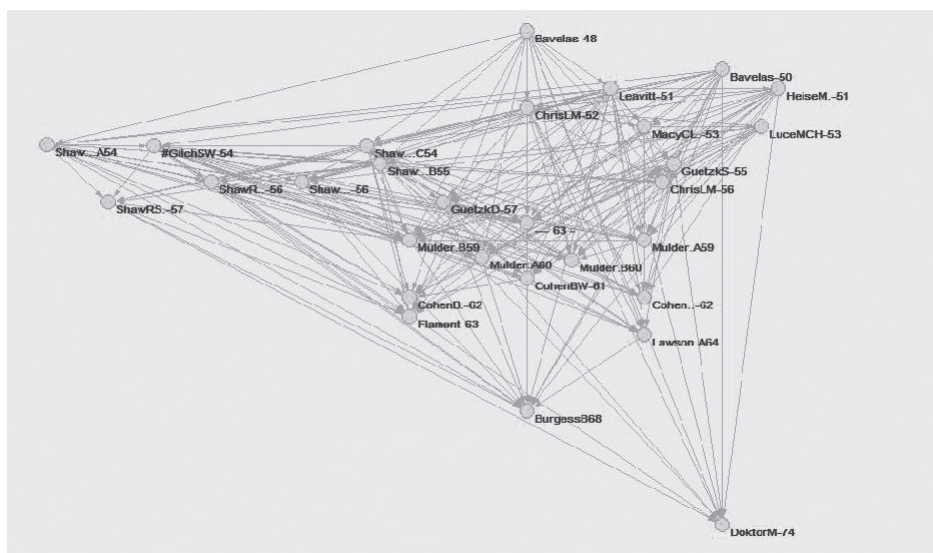 Bavelas-48
Bavelas-50
Leavitt-51
HeiseM.-51
ChrisLM-52
MacyCL.-53
LuceMCH-53
Shaw...A54
#GilchSW-54
Shaw...C54
Shaw...B55
GuetzkS-55
ShawR...-56
Shaw...-56
ChrisLM-56
ShawRS.-57
GuetzkD-57
--- 63 -
Mulder.B59
Mulder.A59
Mulder.A60
Mulder.B60
CohenBW-61
CohenD.-62
Cohen...-62
Flament-63
Lawson.A64
BurgessB68
DoktorM-74